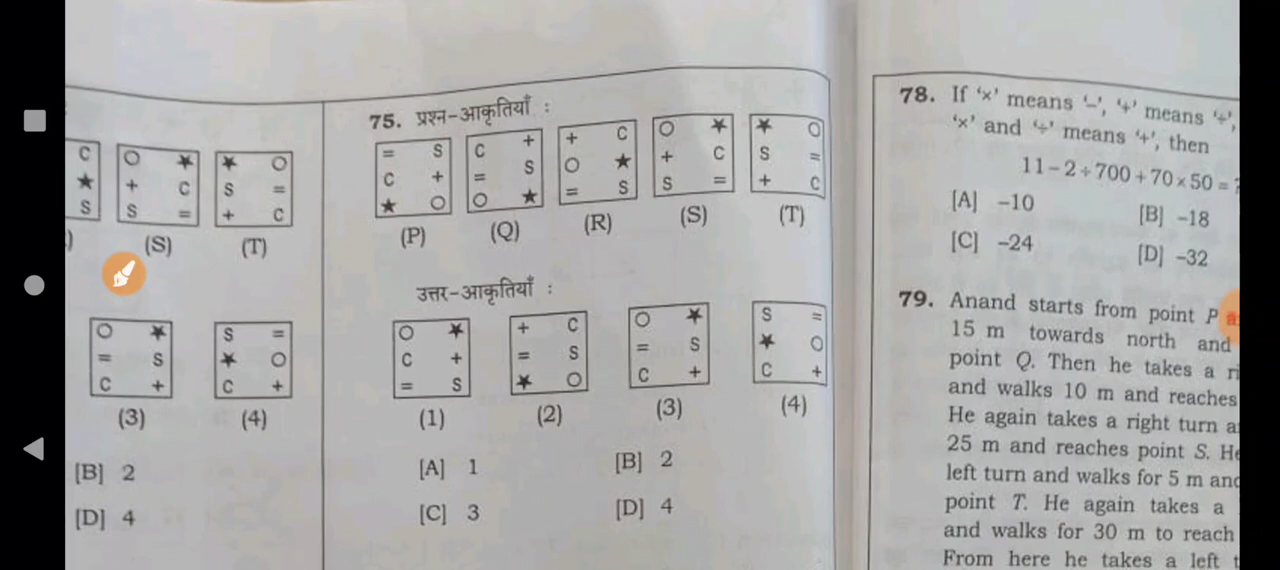 C
★
S
O ★
+ C
S =
★ O
S =
+ C
(S)
(T)
O ★
= S
C +
S =
★ O
C +
(3)
(4)
[B] 2
[D] 4
75. प्रश्न-आकृतियाँ :
= S
C +
★ O
C +
= S
O ★
+ C
O ★
= S
O ★
+ C
S =
★ O
S =
+ C
(P)
(Q)
(R)
(S)
(T)
उत्तर-आकृतियाँ :
O ★
C +
= S
+ C
= S
★ O
O ★
= S
C +
S =
★ O
C +
(1)
(2)
(3)
(4)
[A] 1
[B] 2
[C] 3
[D] 4
78. If ‘×’ means ‘–’, ‘+’ means ‘÷’,
‘×’ and ‘÷’ means ‘+’, then
11 – 2 ÷ 700 + 70 × 50 = ?
[A] –10
[B] –18
[C] –24
[D] –32
79. Anand starts from point P
15 m towards north and
point Q. Then he takes a
and walks 10 m and reaches
He again takes a right turn
25 m and reaches point S.
left turn and walks for 5 m
point T. He again takes a
and walks for 30 m to reach
From here he takes a left